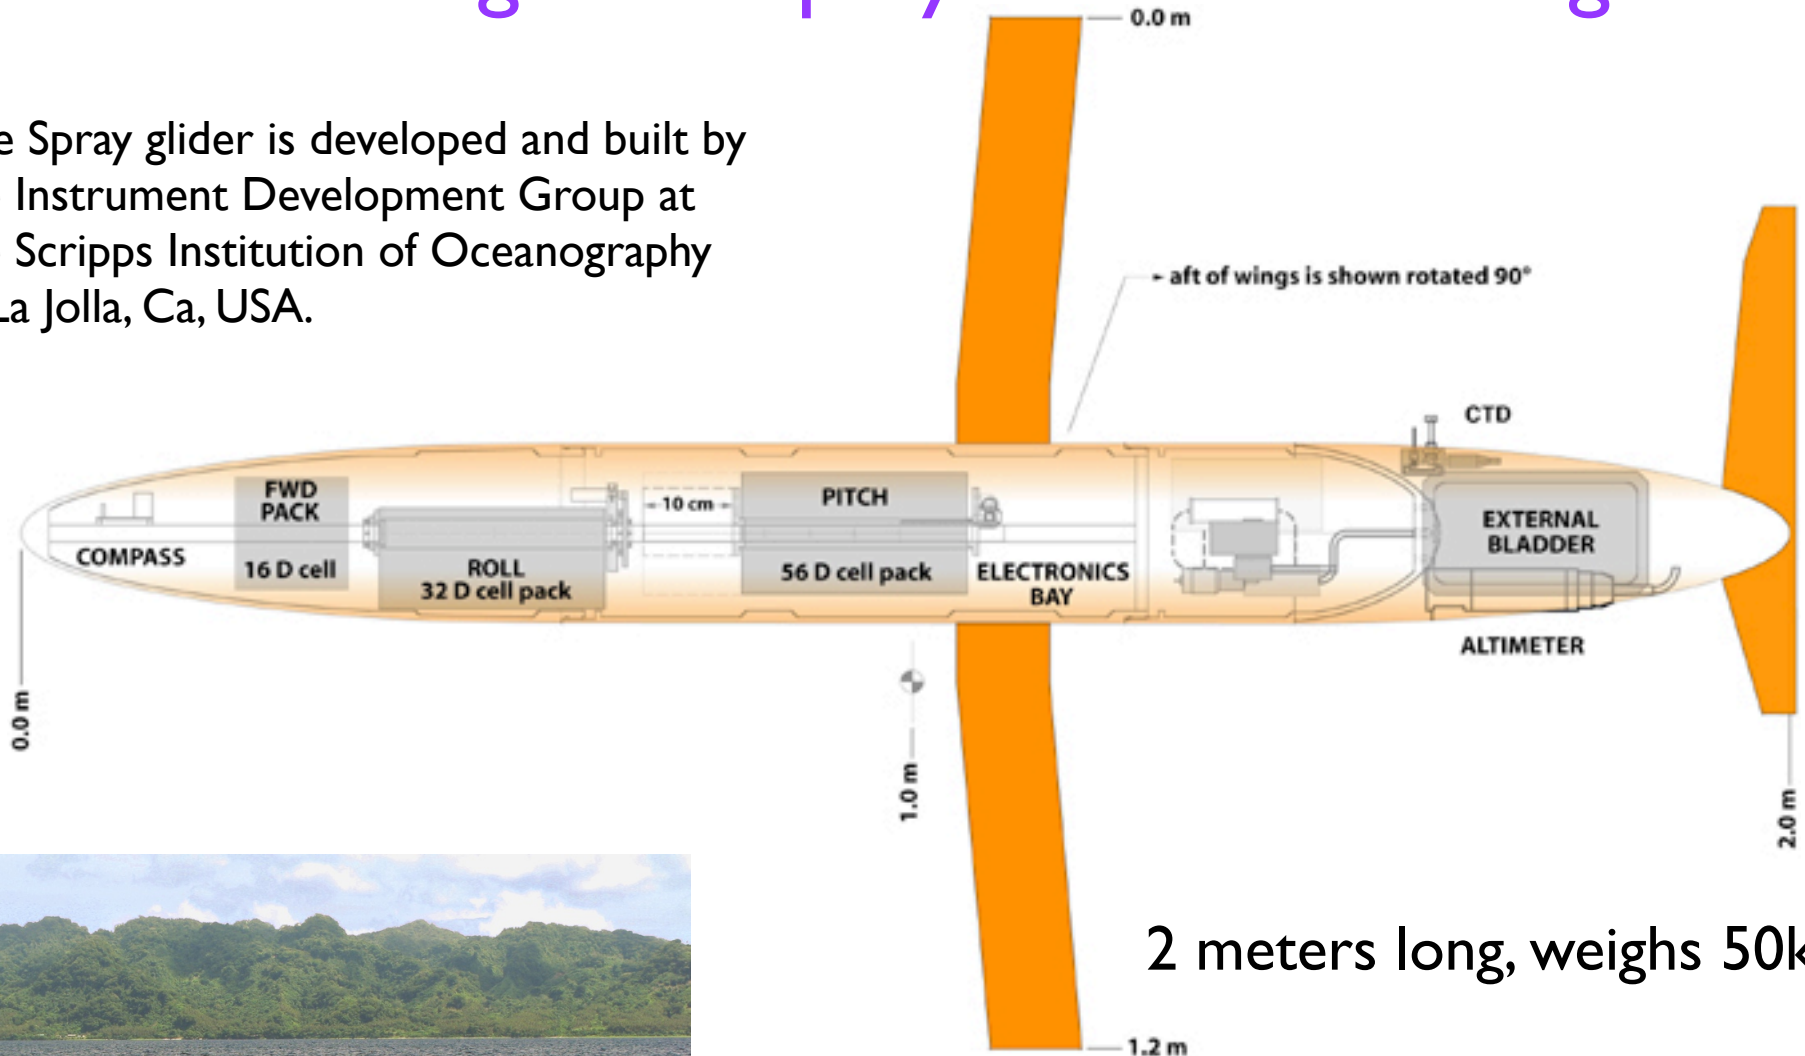 0.0 m
e Spray glider is developed and built by
Instrument Development Group at
Scripps Institution of Oceanography
La Jolla, Ca, USA.
aft of wings is shown rotated 90°
CTD
FWD
PACK
16 D cell
COMPASS
ROLL
32 D cell pack
10 cm
PITCH
56 D cell pack
ELECTRONICS
BAY
EXTERNAL
BLADDER
ALTIMETER
0.0 m
1.0 m
2.0 m
2 meters long, weighs 50k
1.2 m